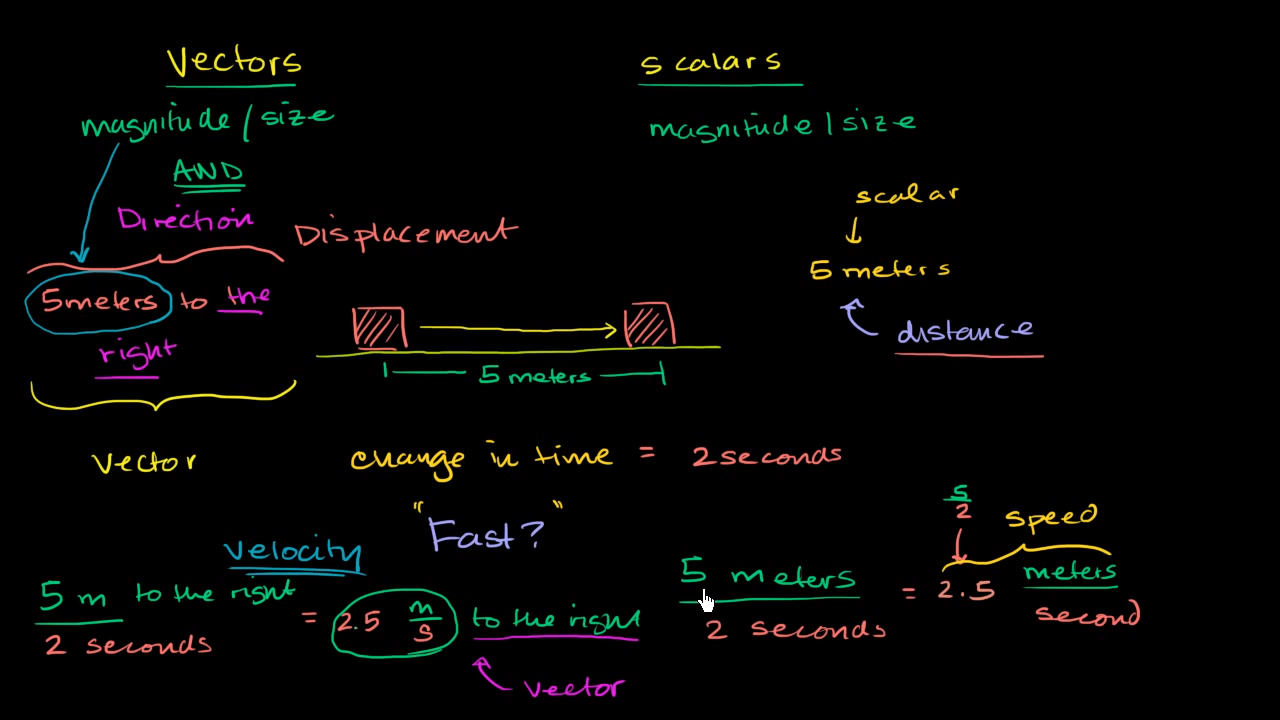 Vectors
magnitude / size
AND
Direction
Displacement
5meters to the
right
vector
scalars
magnitude / size
scalar
5 meters
distance
5 meters
change in time = 2 seconds
"Fast?"
velocity
5 m to the right
2 seconds
= 2.5 m
s
to the right
vector
5 meters
2 seconds
= 2.5 meters
second
5
2
speed